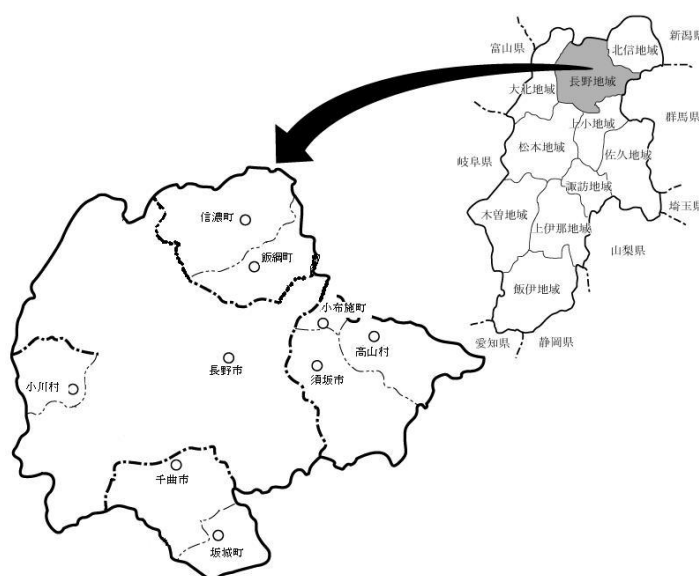 新潟県
富山県
北信地域
長野地域
大北地域
群馬県
上小地域
松本地域
佐久地域
岐阜県
諏訪地域
埼玉県
木曽地域
上伊那地域
山梨県
飯伊地域
愛知県
静岡県
信濃町
飯綱町
小布施町
高山村
長野市
須坂市
小川村
千曲市
坂城町